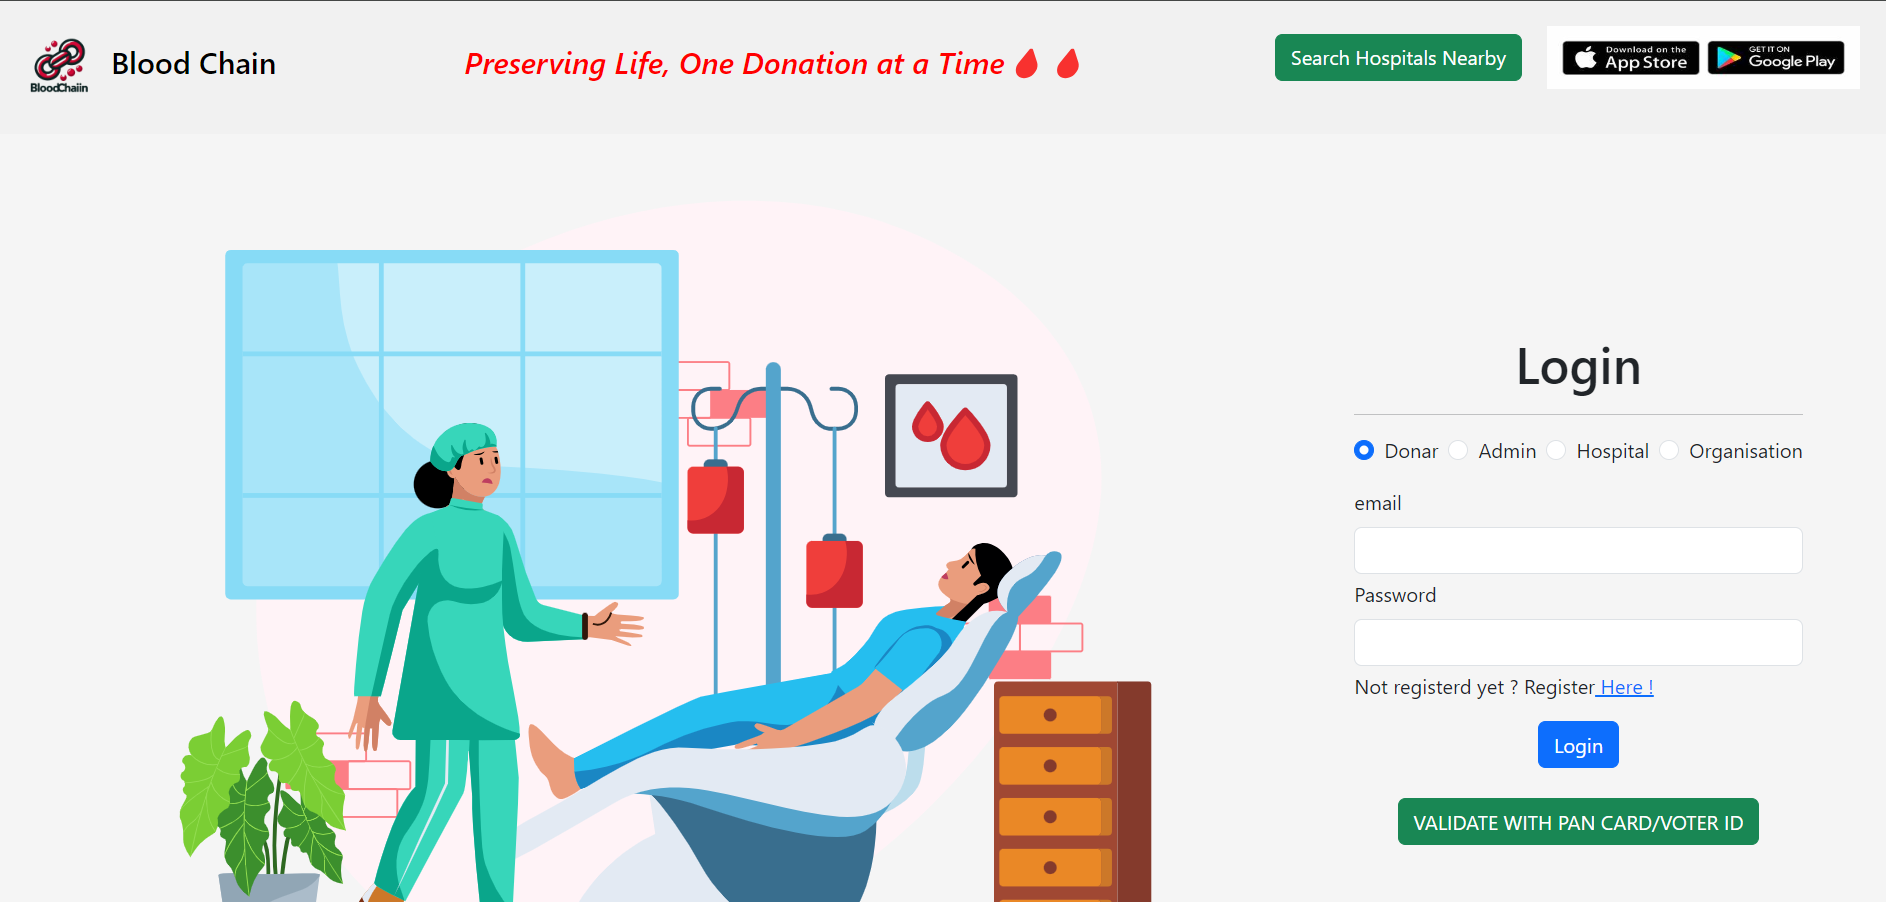 BloodChaiin
Blood Chain
Preserving Life, One Donation at a Time
Search Hospitals Nearby
Download on the
App Store
GET IT ON
Google Play
Login
Donar Admin Hospital Organisation
email
Password
Not registerd yet ? Register Here !
Login
VALIDATE WITH PAN CARD/VOTER ID